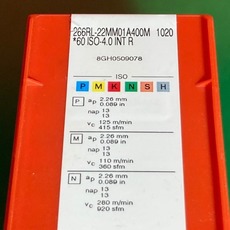 266RL-22MM01A400M 1020
*60 ISO-4.0 INT R
8GH0509078
ISO
P M K N S H
P ap 2.26 mm
0.089 in
nap 13
13
vc 125 m/min
415 sfm
M ap 2.26 mm
0.089 in
nap 13
13
vc 110 m/min
360 sfm
N ap 2.26 mm
0.089 in
nap 13
13
vc 280 m/min
920 sfm